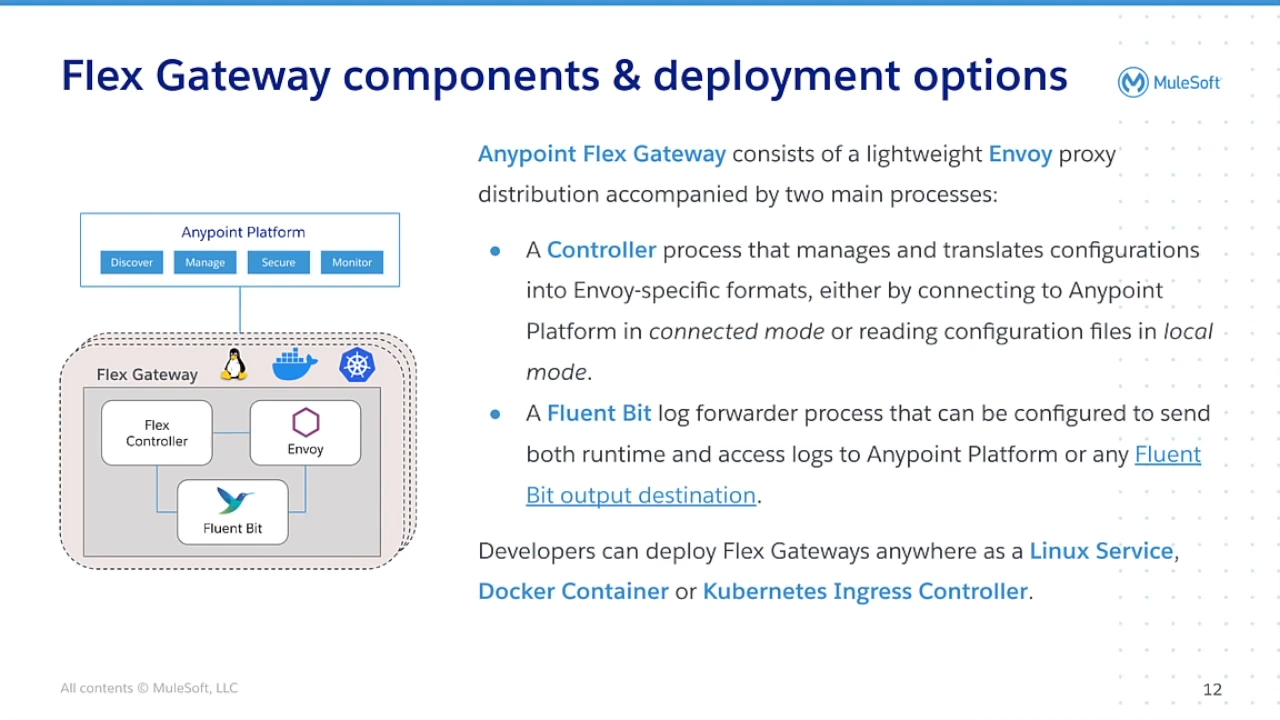 Flex Gateway components & deployment options
MuleSoft
Anypoint Platform
Discover
Manage
Secure
Monitor
Flex Gateway
Flex
Controller
Envoy
Fluent Bit
Anypoint Flex Gateway consists of a lightweight Envoy proxy
distribution accompanied by two main processes:
● A Controller process that manages and translates configurations
into Envoy-specific formats, either by connecting to Anypoint
Platform in connected mode or reading configuration files in local
mode.
● A Fluent Bit log forwarder process that can be configured to send
both runtime and access logs to Anypoint Platform or any Fluent
Bit output destination.
Developers can deploy Flex Gateways anywhere as a Linux Service,
Docker Container or Kubernetes Ingress Controller.
All contents © MuleSoft, LLC
12